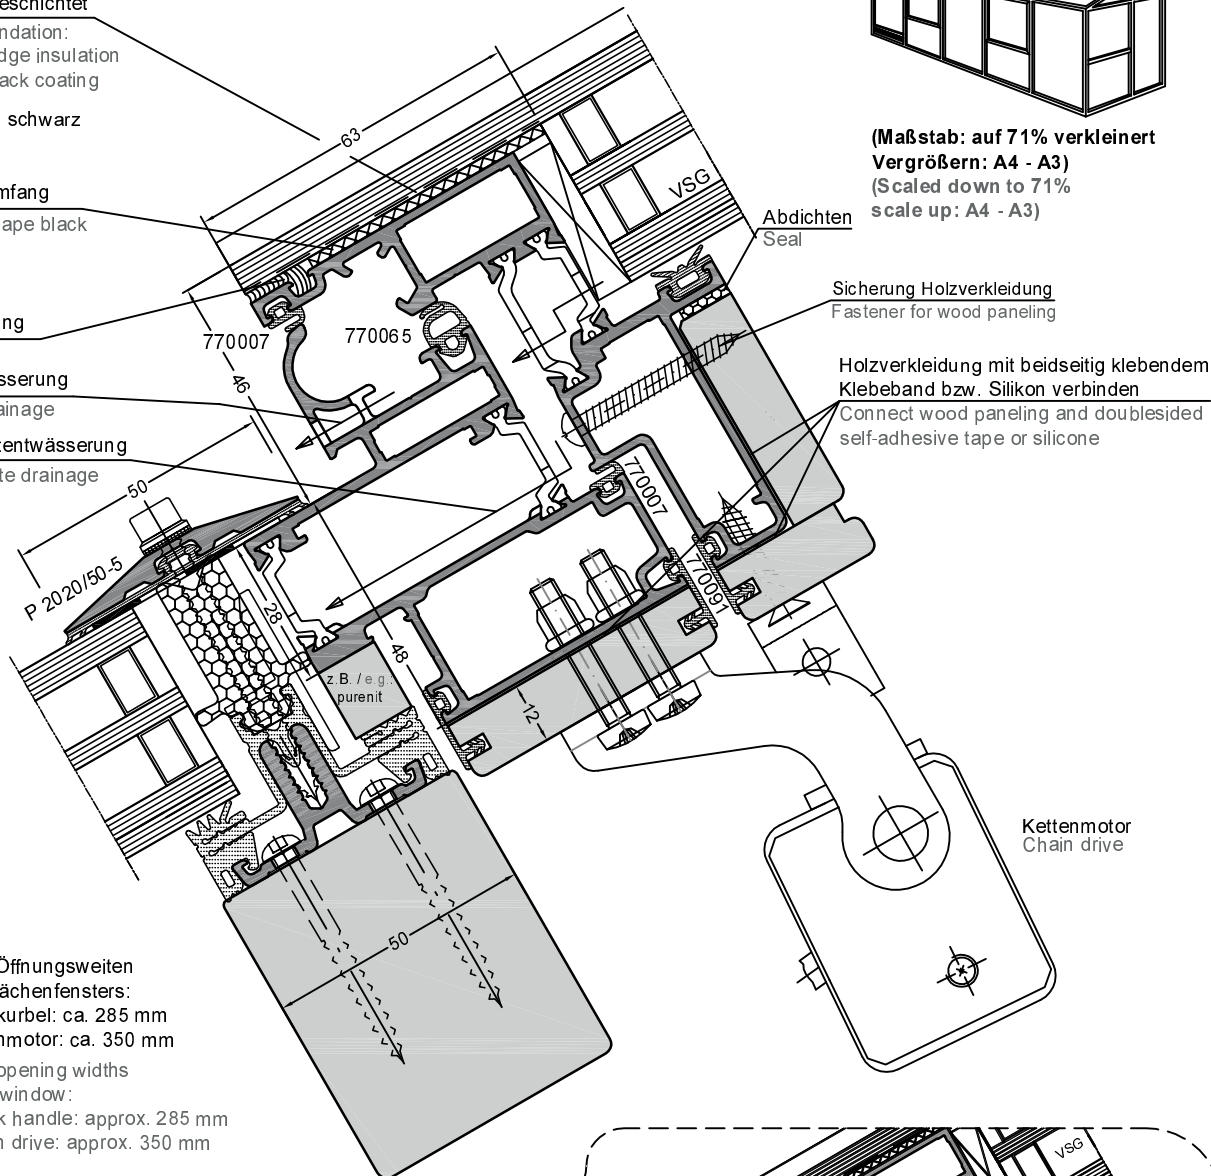 eschichtet
ndation:
dge insulation
ack coating
schwarz
mfang
ape black
ng
sserung
ainage
tentwässerung
te drainage
63
VSG
(Maßstab: auf 71% verkleinert
Vergrößern: A4 - A3)
(Scaled down to 71%
scale up: A4 - A3)
Abdichten
Seal
Sicherung Holzverkleidung
Fastener for wood paneling
770007
770065
46
Holzverkleidung mit beidseitig klebendem
Klebeband bzw. Silikon verbinden
Connect wood paneling and doublesided
self-adhesive tape or silicone
50
P 2020/50-5
770007
770091
28
48
z.B. / e.g.:
purenit
12
Kettenmotor
Chain drive
50
Öffnungsweiten
ächenfensters:
kurbel: ca. 285 mm
nmotor: ca. 350 mm
opening widths
window:
k handle: approx. 285 mm
n drive: approx. 350 mm
VSG